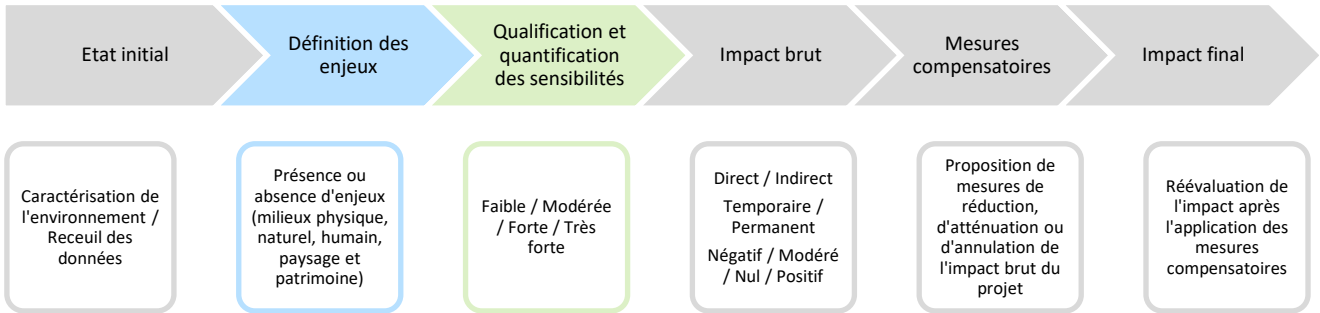 Etat initial
Définition des
enjeux
Qualification et
quantification
des sensibilités
Impact brut
Mesures
compensatoires
Impact final
Caractérisation de
l'environnement /
Receuil des
données
Présence ou
absence d'enjeux
(milieux physique,
naturel, humain,
paysage et
patrimoine)
Faible / Modérée
/ Forte / Très
forte
Direct / Indirect
Temporaire /
Permanent
Négatif / Modéré
/ Nul / Positif
Proposition de
mesures de
réduction,
d'atténuation ou
d'annulation de
l'impact brut du
projet
Réévaluation de
l'impact après
l'application des
mesures
compensatoires